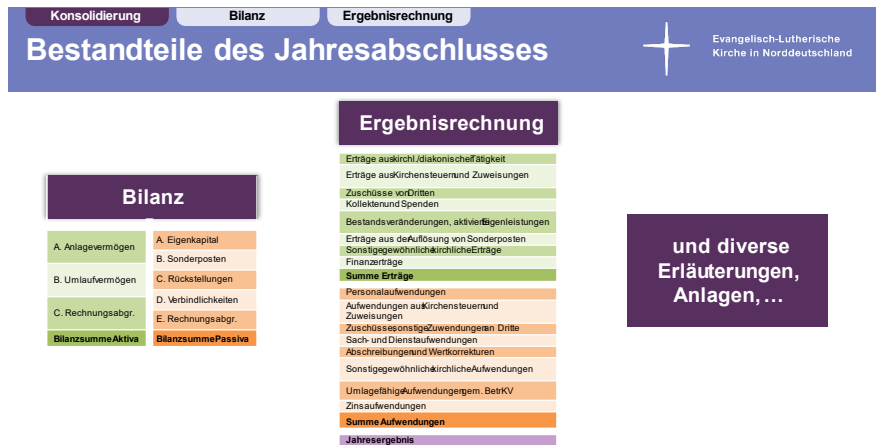 Konsolidierung
Bilanz
Ergebnisrechnung
Bestandteile des Jahresabschlusses
Evangelisch-Lutherische
Kirche in Norddeutschland
Bilanz
A. Anlagevermögen
B. Umlaufvermögen
C. Rechnungsabgr.
Bilanzsumme Aktiva
A. Eigenkapital
B. Sonderposten
C. Rückstellungen
D. Verbindlichkeiten
E. Rechnungsabgr.
Bilanzsumme Passiva
Ergebnisrechnung
Erträge aus kirchl./diakonischer Tätigkeit
Erträge aus Kirchensteuern und Zuweisungen
Zuschüsse von Dritten
Kollekten und Spenden
Bestandsveränderungen, aktivierte Eigenleistungen
Erträge aus der Auflösung von Sonderposten
Sonstige gewöhnliche kirchliche Erträge
Finanzerträge
Summe Erträge
Personalaufwendungen
Aufwendungen aus Kirchensteuern und
Zuweisungen
Zuschüsse sonstige Zuwendungen an Dritte
Sach- und Dienstaufwendungen
Abschreibungen und Wertkorrekturen
Sonstige gewöhnliche kirchliche Aufwendungen
Umlagefähige Aufwendungen gem. BetrKV
Zinsaufwendungen
Summe Aufwendungen
Jahresergebnis
und diverse
Erläuterungen,
Anlagen, …